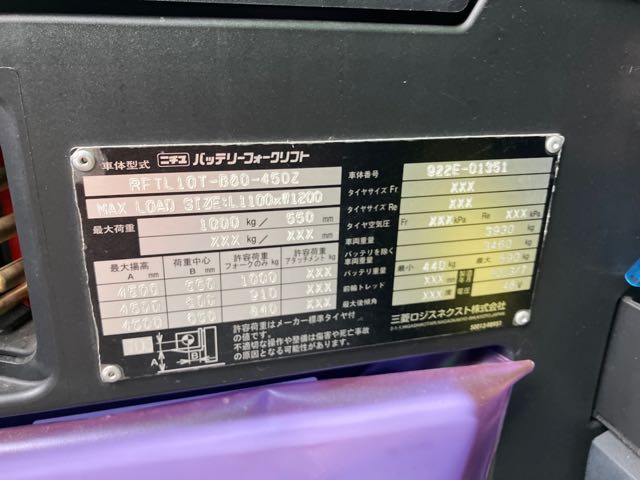 車体型式 ニチユ バッテリーフォークリフト
RFTL10T-B80-450Z
MAX LOAD SIZE:L1100×W1200
最大荷重 1000 kg/ 550 mm
XXX kg/ XXX mm
最大揚高 A mm 荷重中心 B mm 許容荷重 フォークのみ kg 許容荷重 アタッチメント付 kg
4500 1000 XXX
4500 910 XXX
4500 650 840 XXX
A B
許容荷重はメーカー標準タイヤ付
の値です。
不適切な操作や整備は傷害や死亡事故
の原因となる可能性があります。
車体番号 922E-01351
タイヤサイズ Fr XXX
タイヤサイズ Re XXX
タイヤ空気圧 Fr XXX kPa Re XXX kPa
車両重量 3930 kg
バッテリを除く
車両重量 3460 kg
バッテリ重量 最小 440 kg 最大 kg
前輪トレッド XXX
最大後傾角 XXX 電圧 48 V
三菱ロジスネクスト株式会社